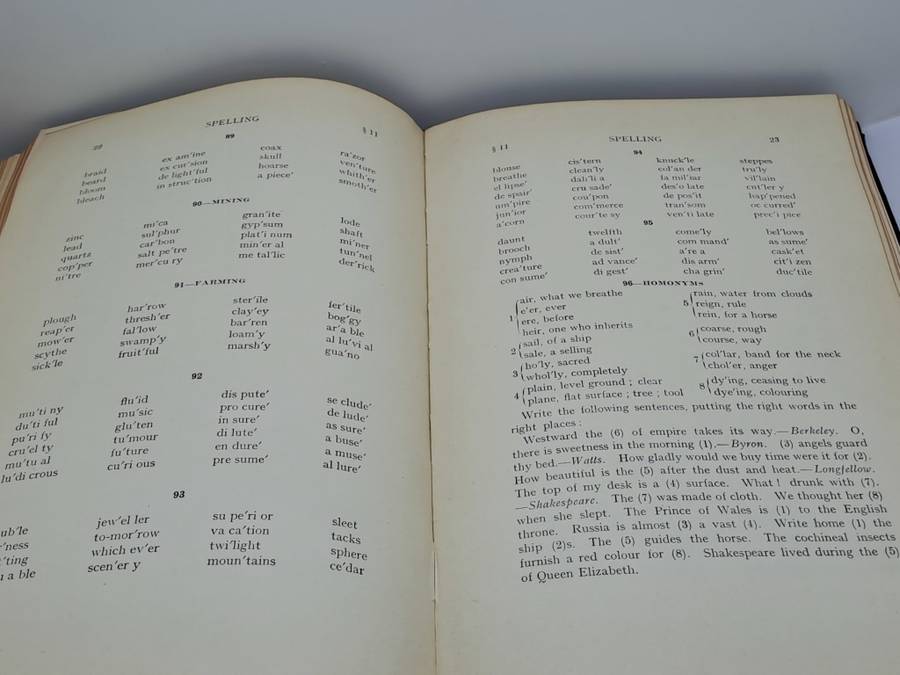 22 SPELLING § 11
89
braid ex am′ine coax ra′zor
beard ex cur′sion skull ven′ture
bloom de light′ful hoarse whith′er
bleach in struc′tion a piece′ smoth′er
90—MINING
zinc mi′ca gran′ite lode
lead sul′phur gyp′sum shaft
quartz car′bon plat′i num mi′ner
cop′per salt pe′tre min′er al tun′nel
ni′tre mer′cu ry me tal′lic der′rick
91—FARMING
plough har′row ster′ile fer′tile
reap′er thresh′er clay′ey bog′gy
mow′er fal′low bar′ren ar′a ble
scythe swamp′y loam′y al lu′vi al
sick′le fruit′ful marsh′y gua′no
92
mu′ti ny flu′id dis pute′ se clude′
du′ti ful mu′sic pro cure′ de lude′
pu′ri fy glu′ten in sure′ as sure′
cru′el ty tu′mour di lute′ a buse′
mu′tu al fu′ture en dure′ a muse′
lu′di crous cu′ri ous pre sume′ al lure′
93
ub′le jew′el ler su pe′ri or sleet
r′ness to-mor′row va ca′tion tacks
t′ting which ev′er twi′light sphere
a ble scen′er y moun′tains ce′dar
§ 11 SPELLING 23
94
blouse cis′tern knuck′le steppes
breathe clean′ly col′an der tru′ly
el lipse′ dah′li a fa mil′iar vil′lain
de spair′ cru sade′ des′o late cut′ler y
um′pire cou′pon de pos′it hap′pened
jun′ior com′merce tran′som oc curred′
a′corn cour′te sy ven′ti late prec′i pice
95
daunt twelfth come′ly bel′lows
brooch a dult′ com mand′ as sume′
nymph de sist′ a′re a cask′et
crea′ture ad vance′ dis arm′ cit′i zen
con sume′ di gest′ cha grin′ duc′tile
96—HOMONYMS
1 air, what we breathe
e'er, ever
ere, before
heir, one who inherits
2 sail, of a ship
sale, a selling
3 ho′ly, sacred
whol′ly, completely
4 plain, level ground ; clear
plane, flat surface ; tree ; tool
5 rain, water from clouds
reign, rule
rein, for a horse
6 coarse, rough
course, way
7 col′lar, band for the neck
chol′er, anger
8 dy′ing, ceasing to live
dye′ing, colouring
Write the following sentences, putting the right words in the
right places :
Westward the (6) of empire takes its way.—Berkeley. O,
there is sweetness in the morning (1).—Byron. (3) angels guard
thy bed.—Watts. How gladly would we buy time were it for (2).
How beautiful is the (5) after the dust and heat.—Longfellow.
The top of my desk is a (4) surface. What ! drunk with (7).
—Shakespeare. The (7) was made of cloth. We thought her (8)
when she slept. The Prince of Wales is (1) to the English
throne. Russia is almost (3) a vast (4). Write home (1) the
ship (2)s. The (5) guides the horse. The cochineal insects
furnish a red colour for (8). Shakespeare lived during the (5)
of Queen Elizabeth.